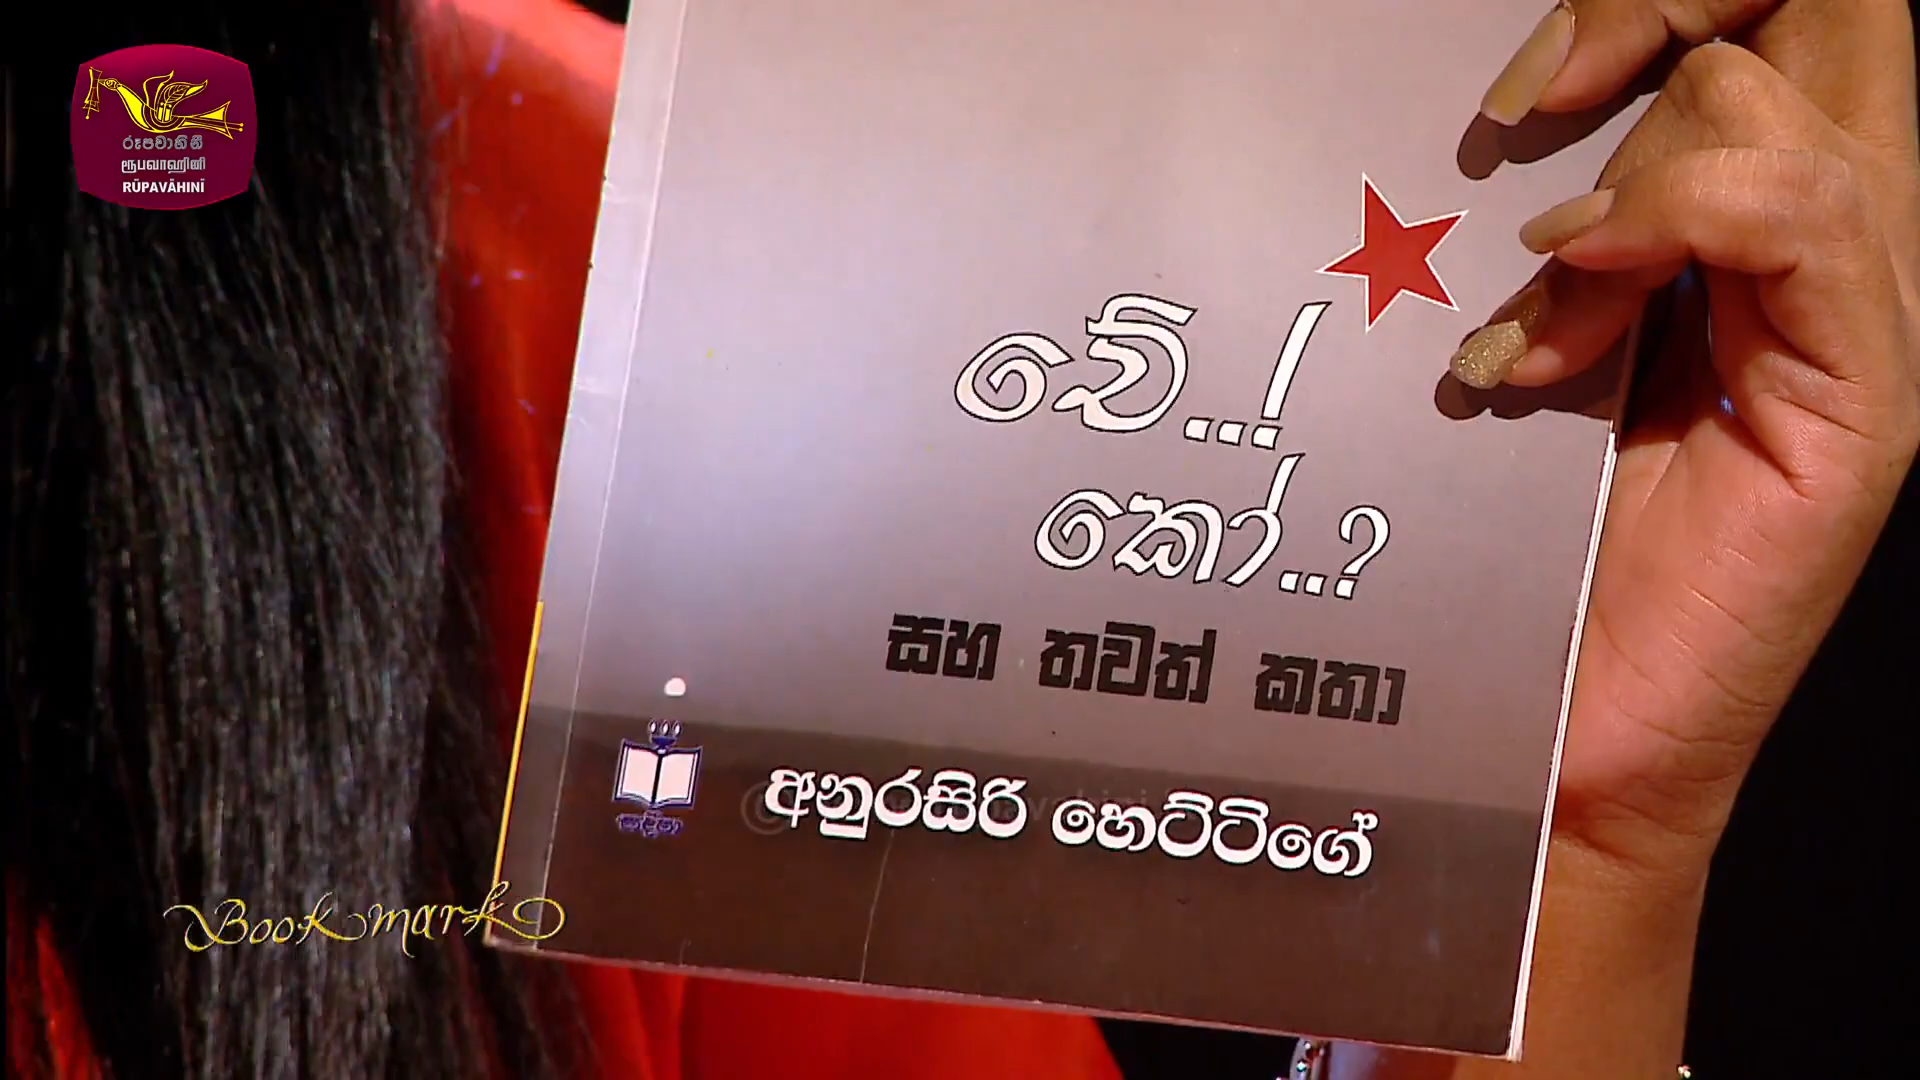 රූපවාහිනී
ரூபவாஹினி
RŪPAVĀHINĪ
චේ..!
කෝ..?
සහ තවත් කතා
අනුරසිරි හෙට්ටිගේ
Bookmark